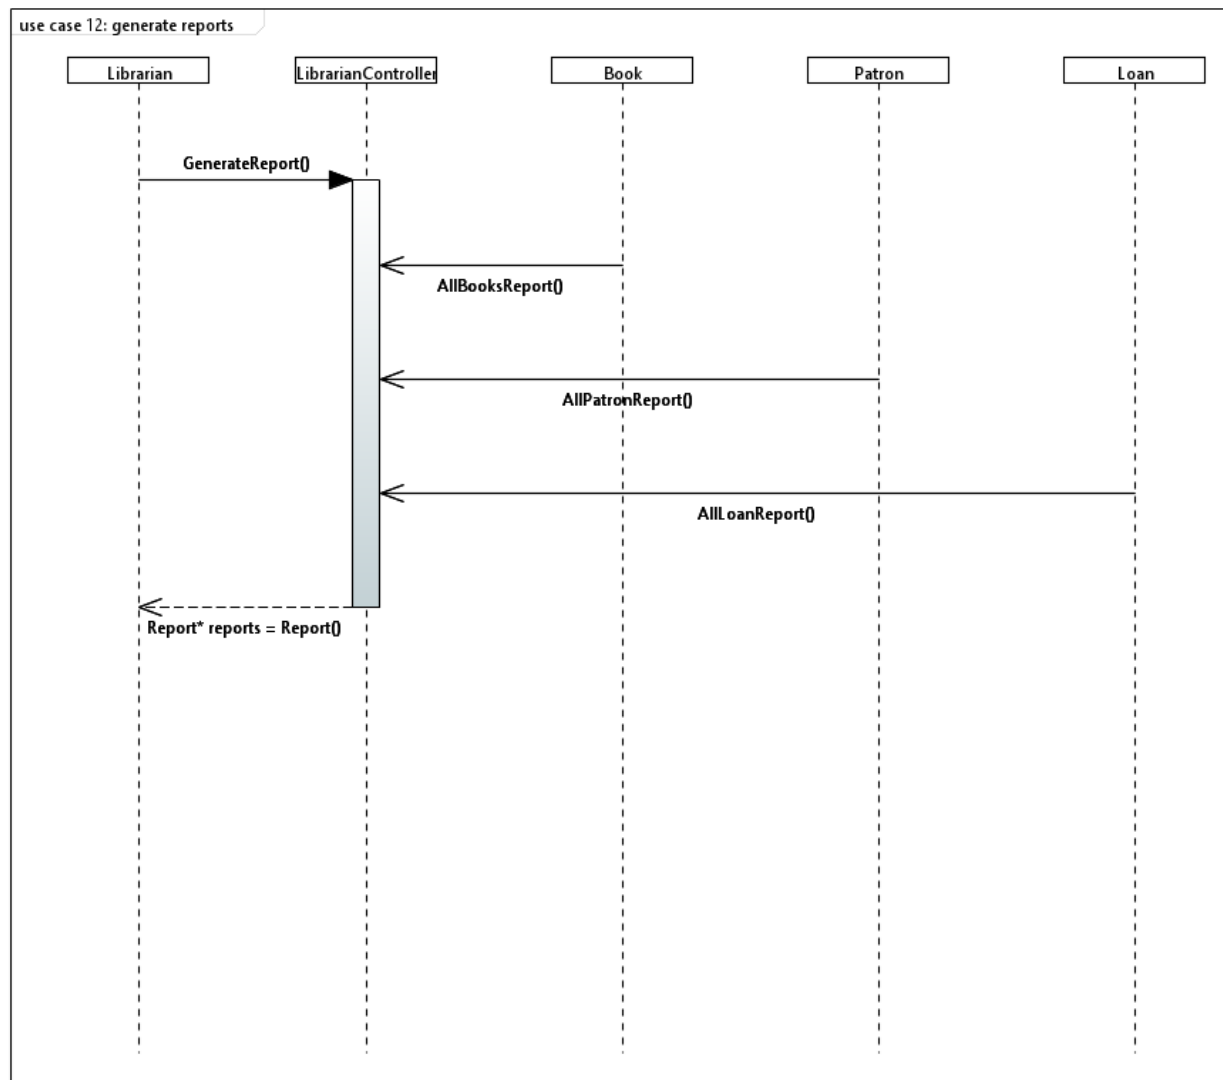 use case 12: generate reports
Librarian
LibrarianController
Book
Patron
Loan
GenerateReport()
AllBooksReport()
AllPatronReport()
AllLoanReport()
Report* reports = Report()